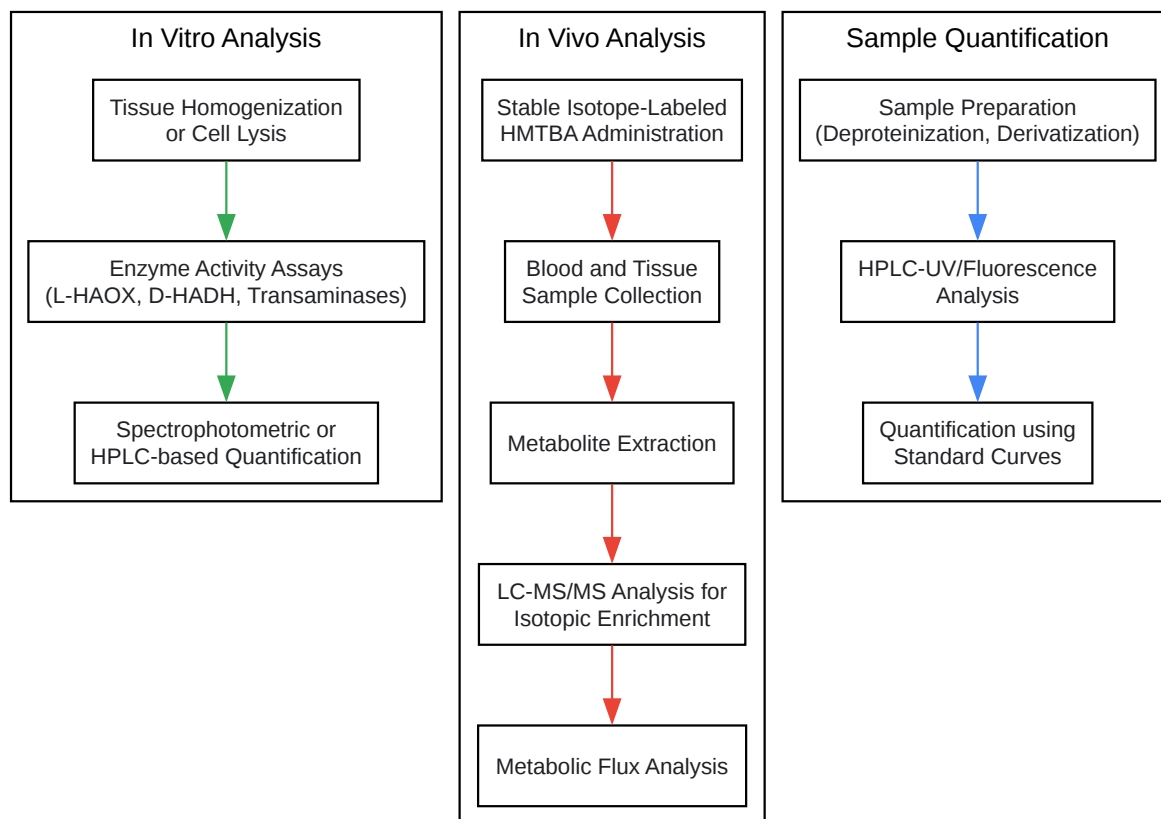 In Vitro Analysis
Tissue Homogenization
or Cell Lysis
Enzyme Activity Assays
(L-HAOX, D-HADH, Transaminases)
Spectrophotometric or
HPLC-based Quantification
In Vivo Analysis
Stable Isotope-Labeled
HMTBA Administration
Blood and Tissue
Sample Collection
Metabolite Extraction
LC-MS/MS Analysis for
Isotopic Enrichment
Metabolic Flux Analysis
Sample Quantification
Sample Preparation
(Deproteinization, Derivatization)
HPLC-UV/Fluorescence
Analysis
Quantification using
Standard Curves